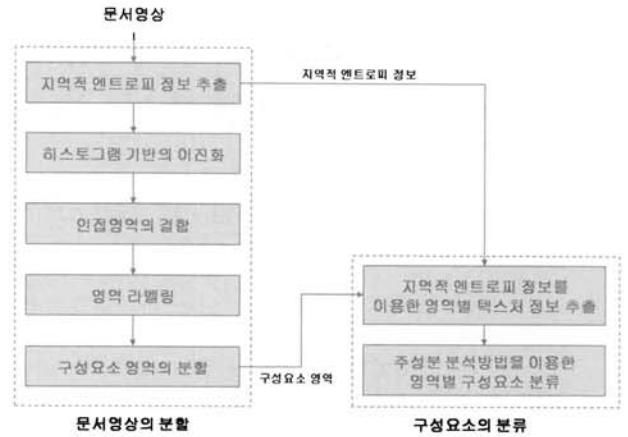 문서영상
지역적 엔트로피 정보 추출
지역적 엔트로피 정보
히스토그램 기반의 이진화
인접영역의 결합
영역 라벨링
구성요소 영역의 분할
구성요소 영역
문서영상의 분할
지역적 엔트로피 정보를
이용한 영역별 텍스처 정보 추출
주성분 분석방법을 이용한
영역별 구성요소 분류
구성요소의 분류